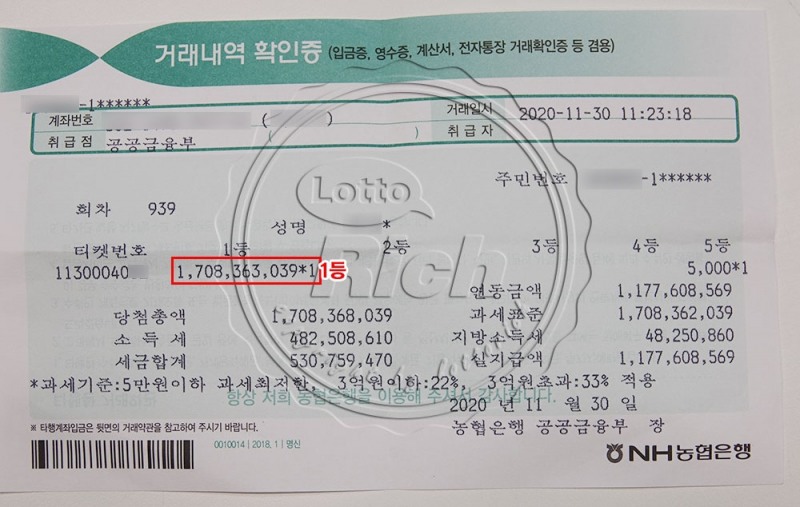 거래내역 확인증 (입금증, 영수증, 계산서, 전자통장 거래확인증 등 겸용)
-1******
계좌번호 ( ) 거래일시 2020-11-30 11:23:18
취급점 공공금융부 ( ) 취급자
주민번호 -1******
회차 939
성명 *
티켓번호 1등 2등 3등 4등 5등
11300040 1,708,363,039*1 1등 5,000*1
연동금액 1,177,608,569
당첨총액 1,708,368,039 과세표준 1,708,362,039
소득세 482,508,610 지방소득세 48,250,860
세금합계 530,759,470 실지급액 1,177,608,569
*과세기준:5만원이하 과세최저한, 3억원이하:22%, 3억원초과:33% 적용
항상 저희 농협은행을 이용해 주셔서 감사합니다.
2020 년 11 월 30 일
농협은행 공공금융부 장
※ 타행계좌입금은 뒷면의 거래약관을 참고하여 주시기 바랍니다.
0010014 | 2018. 1 | 명신
NH농협은행
Lotto
Rich